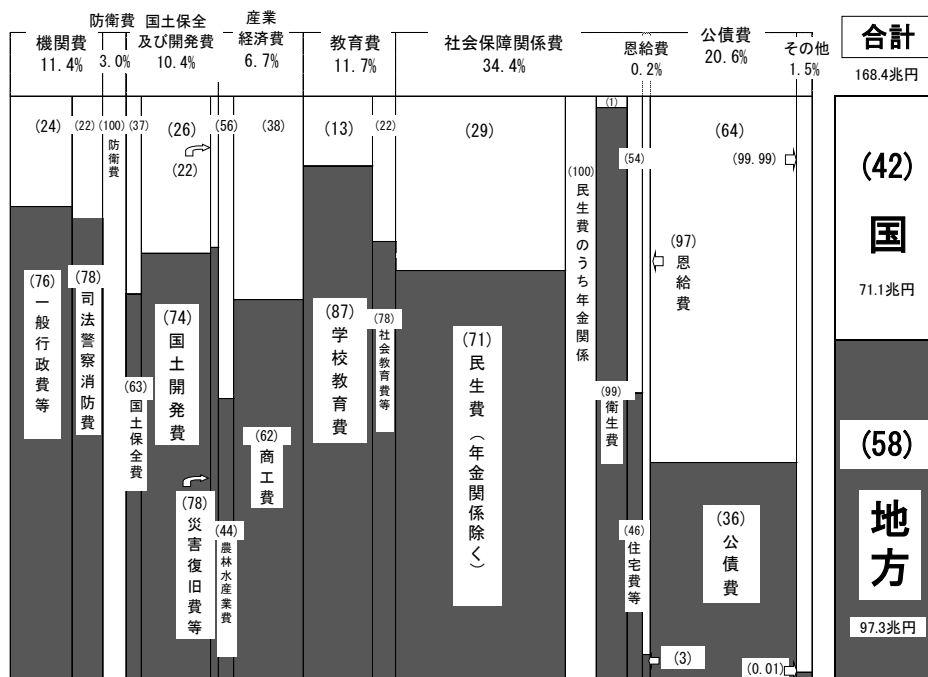 機関費
11.4%
防衛費
3.0%
国土保全
及び開発費
10.4%
産業
経済費
6.7%
教育費
11.7%
社会保障関係費
34.4%
恩給費
0.2%
公債費
20.6%
その他
1.5%
合計
168.4兆円
(24)
(22)
(100)
防衛費
(37)
(26)
(22)
(56)
(38)
(13)
(22)
(29)
(100)
民生費のうち年金関係
(1)
(54)
(64)
(99.99)
(97)
恩給費
(42)
国
71.1兆円
(76)
一般行政費等
(78)
司法警察消防費
(63)
国土保全費
(74)
国土開発費
(78)
災害復旧費等
(44)
農林水産業費
(62)
商工費
(87)
学校教育費
(78)
社会教育費等
(71)
民生費(年金関係除く)
(99)
衛生費
(46)
住宅費等
(3)
(36)
公債費
(0.01)
(58)
地方
97.3兆円